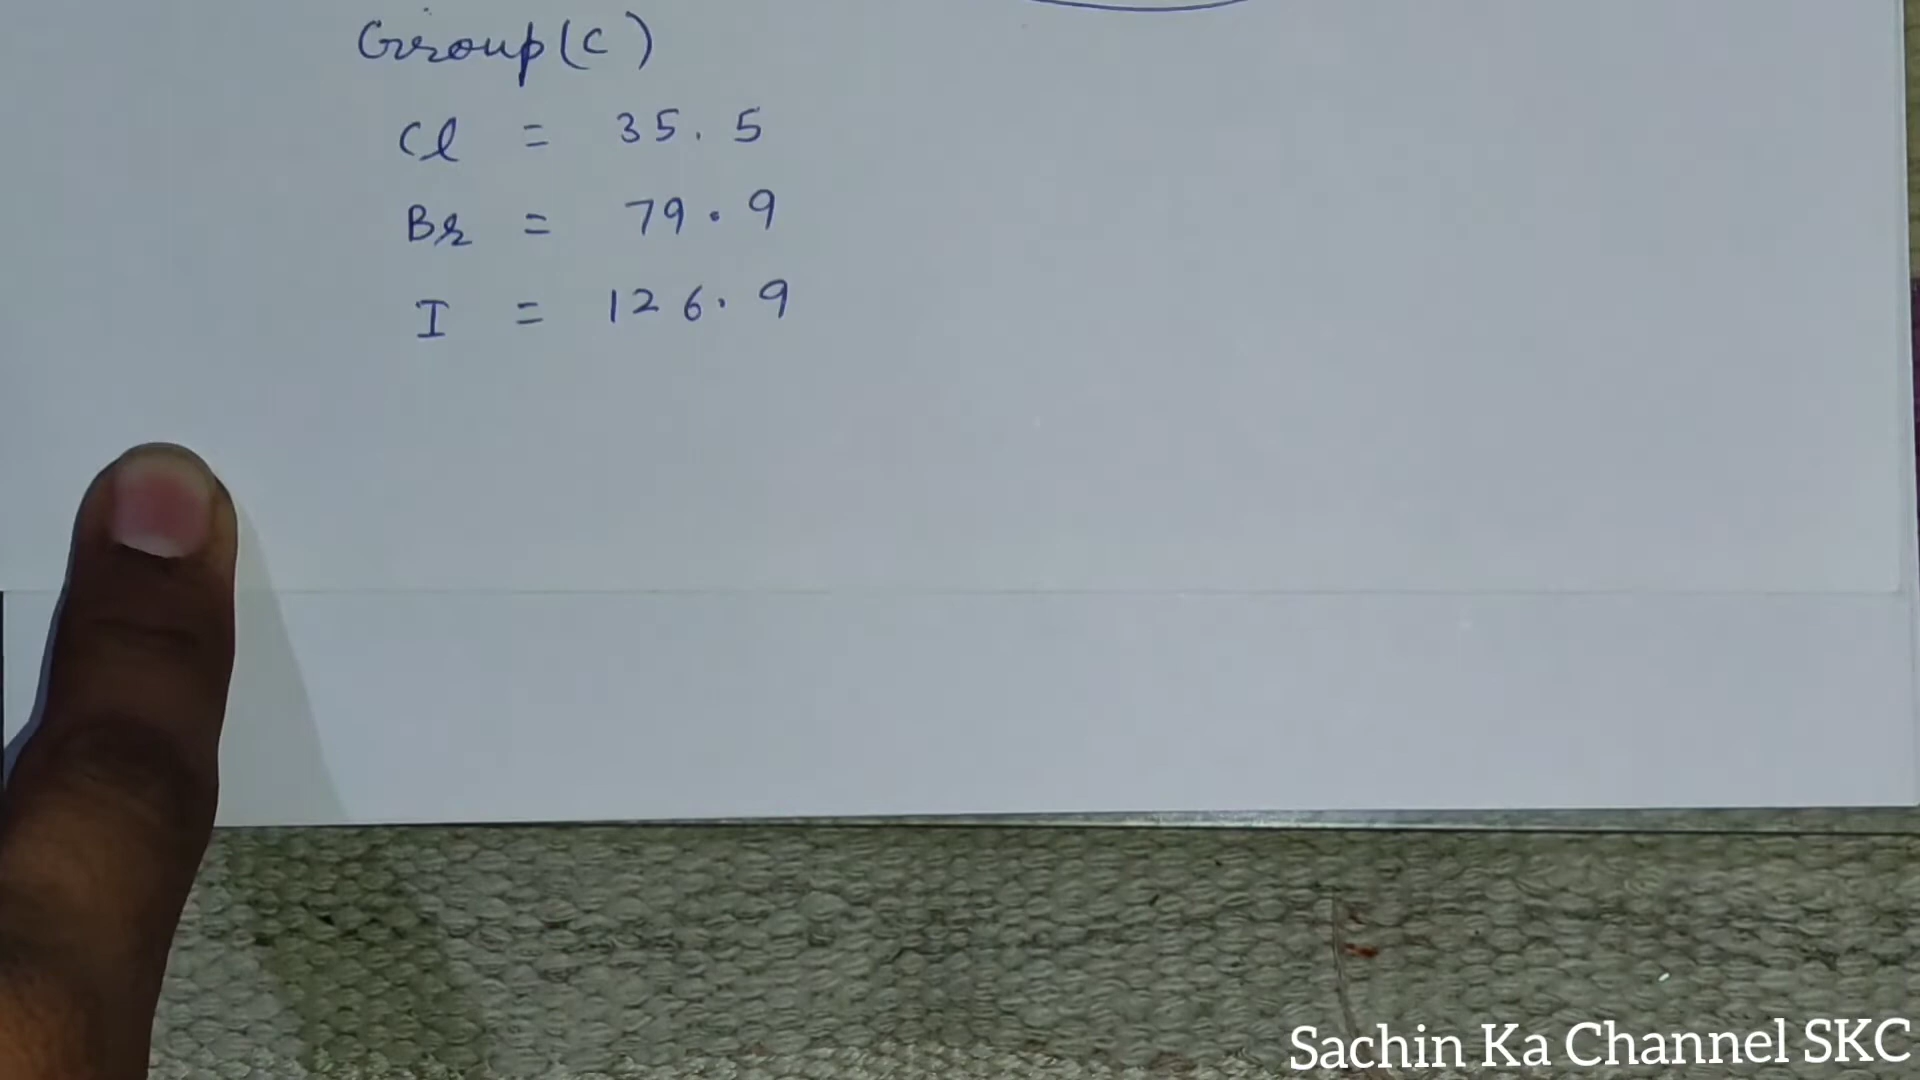 Group (C)
Cl = 35.5
Br = 79.9
I = 126.9
Sachin Ka Channel SKC